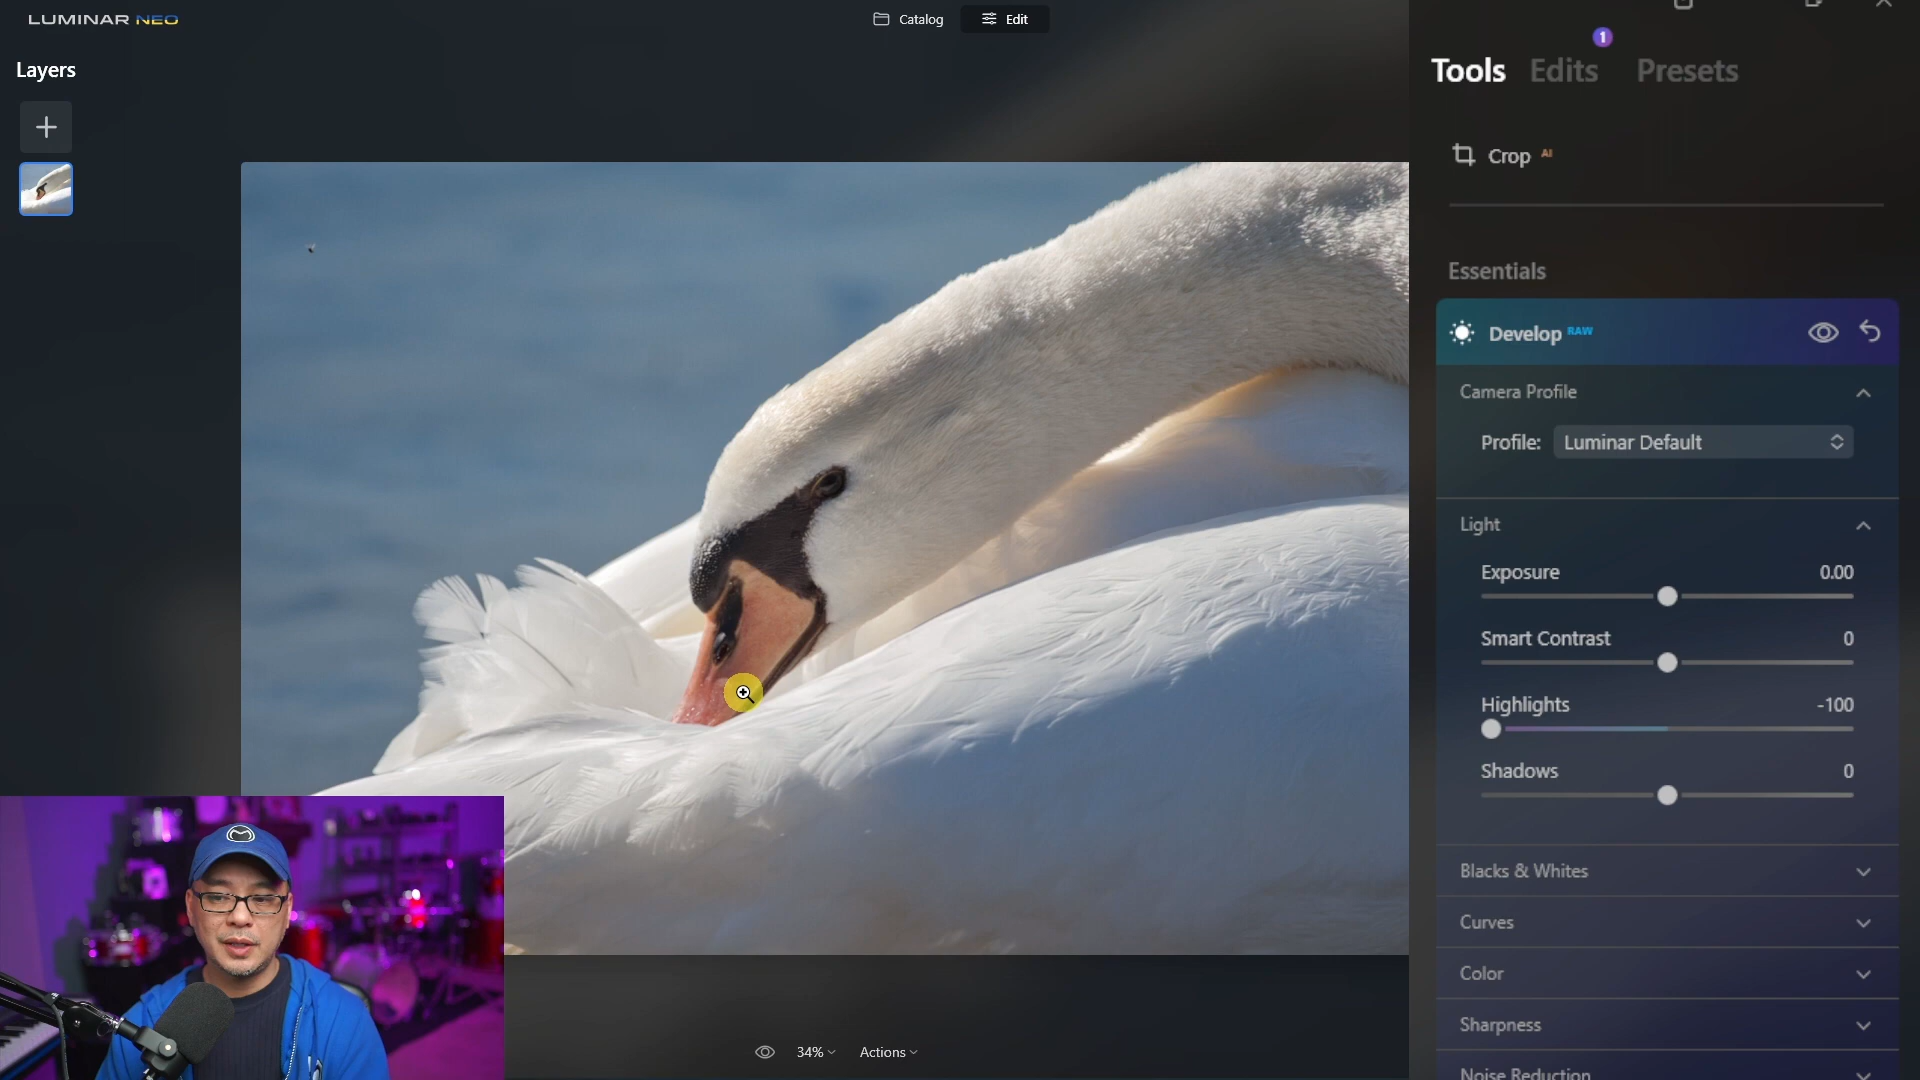 LUMINAR NEO
Catalog
Edit
Layers
1
Tools
Edits
Presets
Crop AI
Essentials
Develop RAW
Camera Profile
Profile: Luminar Default
Light
Exposure 0.00
Smart Contrast 0
Highlights -100
Shadows 0
Blacks & Whites
Curves
Color
Sharpness
Noise Reduction
34%
Actions